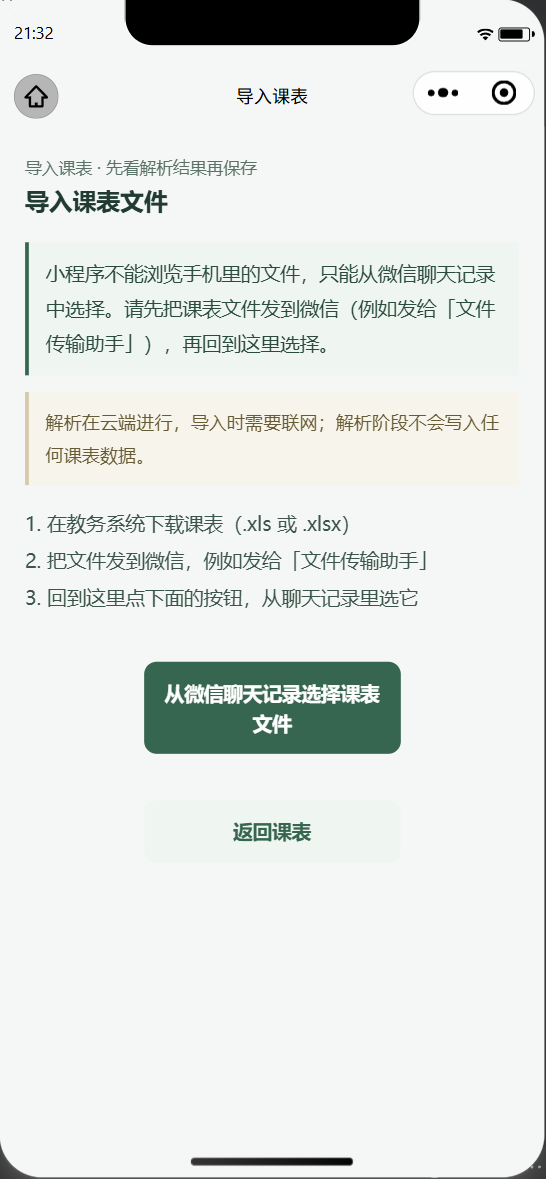 21:32
导入课表
导入课表 · 先看解析结果再保存
导入课表文件
小程序不能浏览手机里的文件，只能从微信聊天记录
中选择。请先把课表文件发到微信（例如发给「文件
传输助手」），再回到这里选择。
解析在云端进行，导入时需要联网；解析阶段不会写入任
何课表数据。
1. 在教务系统下载课表（.xls 或 .xlsx）
2. 把文件发到微信，例如发给「文件传输助手」
3. 回到这里点下面的按钮，从聊天记录里选它
从微信聊天记录选择课表
文件
返回课表